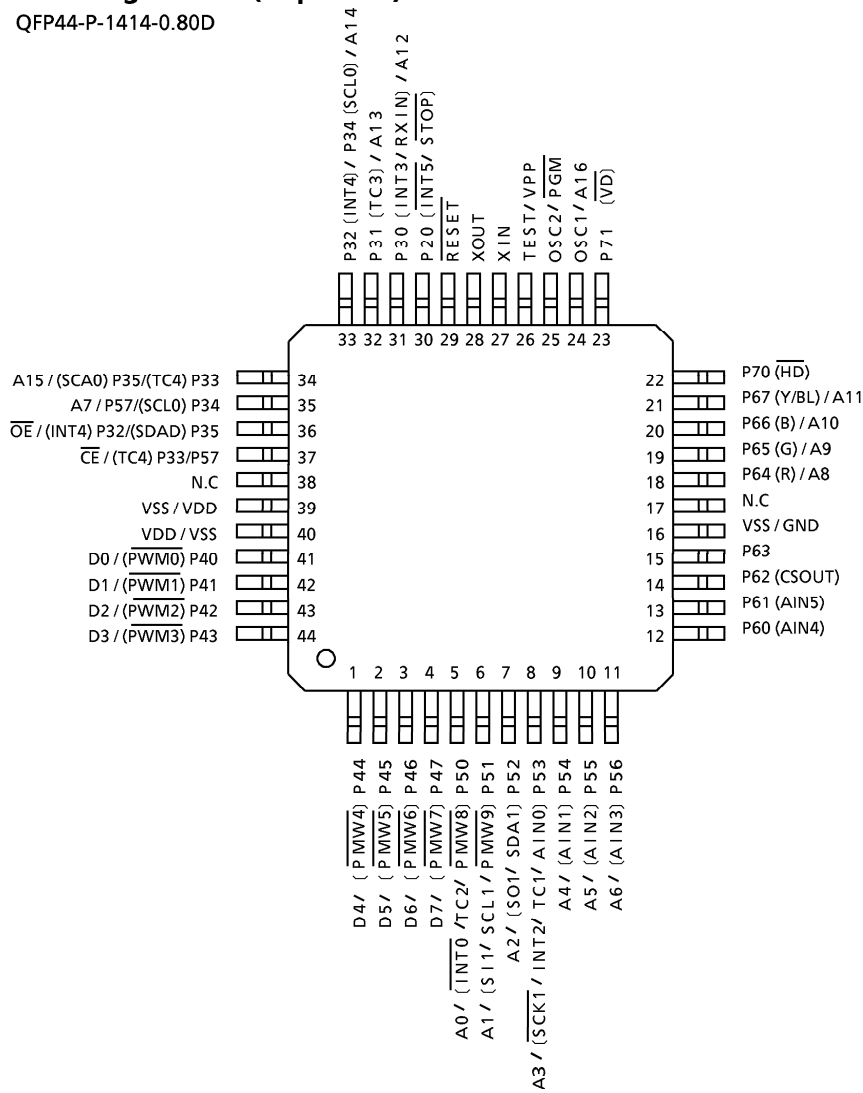 QFP44-P-1414-0.80D
P32 (INT4) / P34 (SCL0) / A14
P31 (TC3) / A13
P30 (INT3/RXIN) / A12
P20 (INT5/ STOP)
RESET
XOUT
XIN
TEST/ VPP
OSC2/ PGM
OSC1/ A16
P71 (VD)
33 32 31 30 29 28 27 26 25 24 23
A15 / (SCA0) P35/(TC4) P33 34
A7 / P57/(SCL0) P34 35
OE / (INT4) P32/(SDAD) P35 36
CE / (TC4) P33/P57 37
N.C 38
VSS / VDD 39
VDD / VSS 40
D0 / (PWM0) P40 41
D1 / (PWM1) P41 42
D2 / (PWM2) P42 43
D3 / (PWM3) P43 44
22 P70 (HD)
21 P67 (Y/BL) / A11
20 P66 (B) / A10
19 P65 (G) / A9
18 P64 (R) / A8
17 N.C
16 VSS / GND
15 P63
14 P62 (CSOUT)
13 P61 (AIN5)
12 P60 (AIN4)
1 2 3 4 5 6 7 8 9 10 11
D4/ (PMW4) P44
D5/ (PMW5) P45
D6/ (PMW6) P46
D7/ (PMW7) P47
A0/ (INT0 /TC2/ PMW8) P50
A1/ (SI1/ SCL1/ PMW9) P51
A2/ (SO1/ SDA1) P52
A3/ (SCK1/ INT2/ TC1/ AIN0) P53
A4/ (AIN1) P54
A5/ (AIN2) P55
A6/ (AIN3) P56